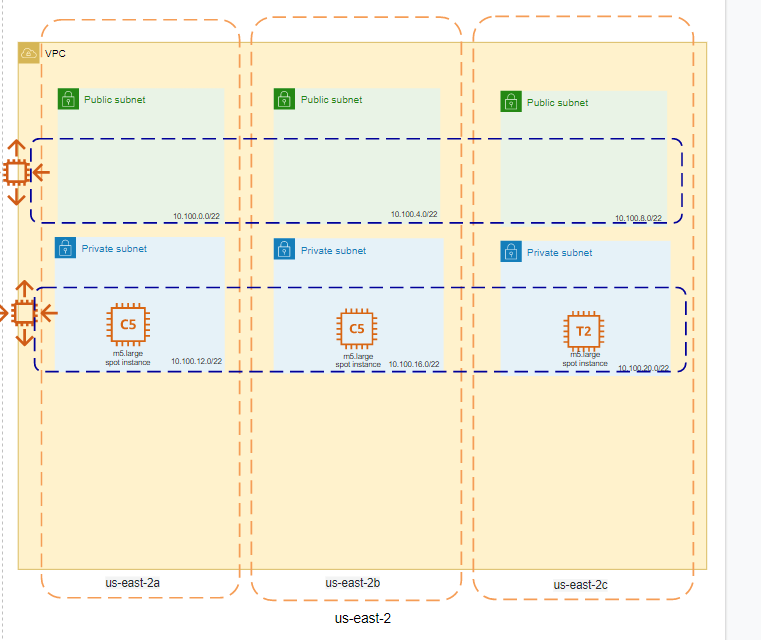 VPC
Public subnet
Public subnet
Public subnet
10.100.0.0/22
10.100.4.0/22
10.100.8.0/22
Private subnet
Private subnet
Private subnet
C5
C5
T2
m5.large
spot instance
10.100.12.0/22
m5.large
spot instance
10.100.16.0/22
m5.large
spot instance
10.100.20.0/22
us-east-2a
us-east-2b
us-east-2c
us-east-2